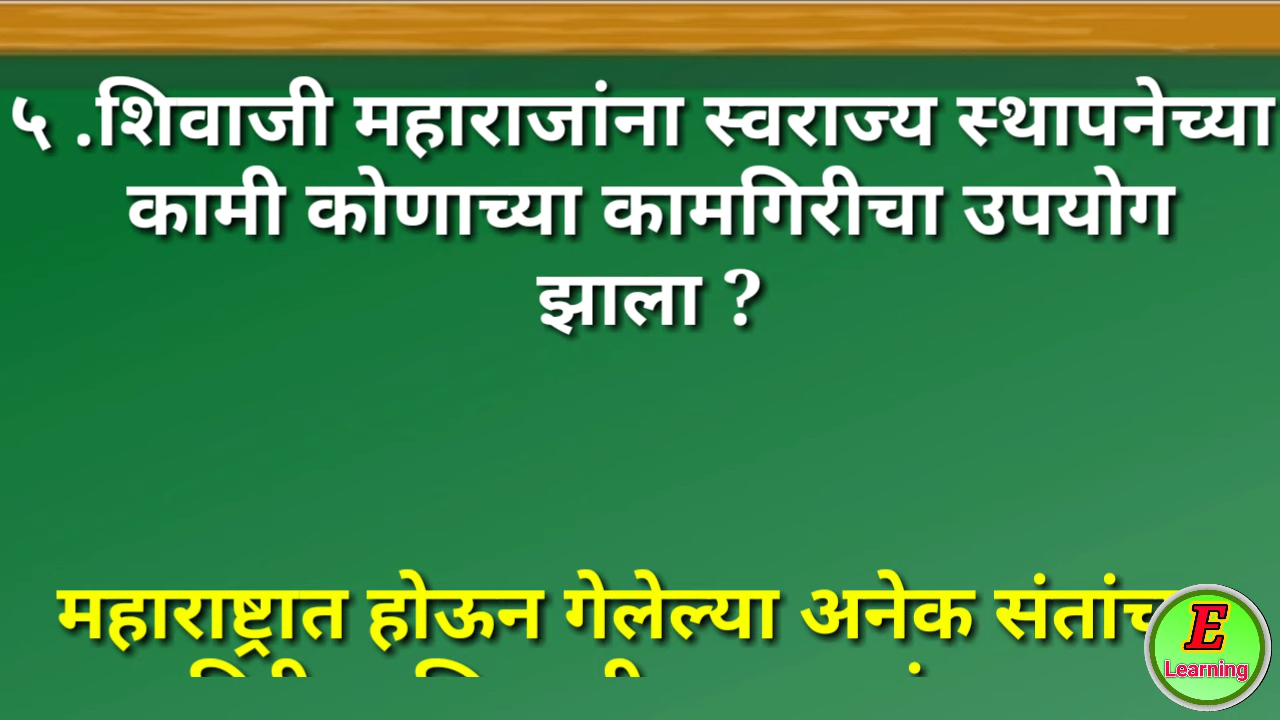 ५ .शिवाजी महाराजांना स्वराज्य स्थापनेच्या
कामी कोणाच्या कामगिरीचा उपयोग
झाला ?
महाराष्ट्रात होऊन गेलेल्या अनेक
E
Learning